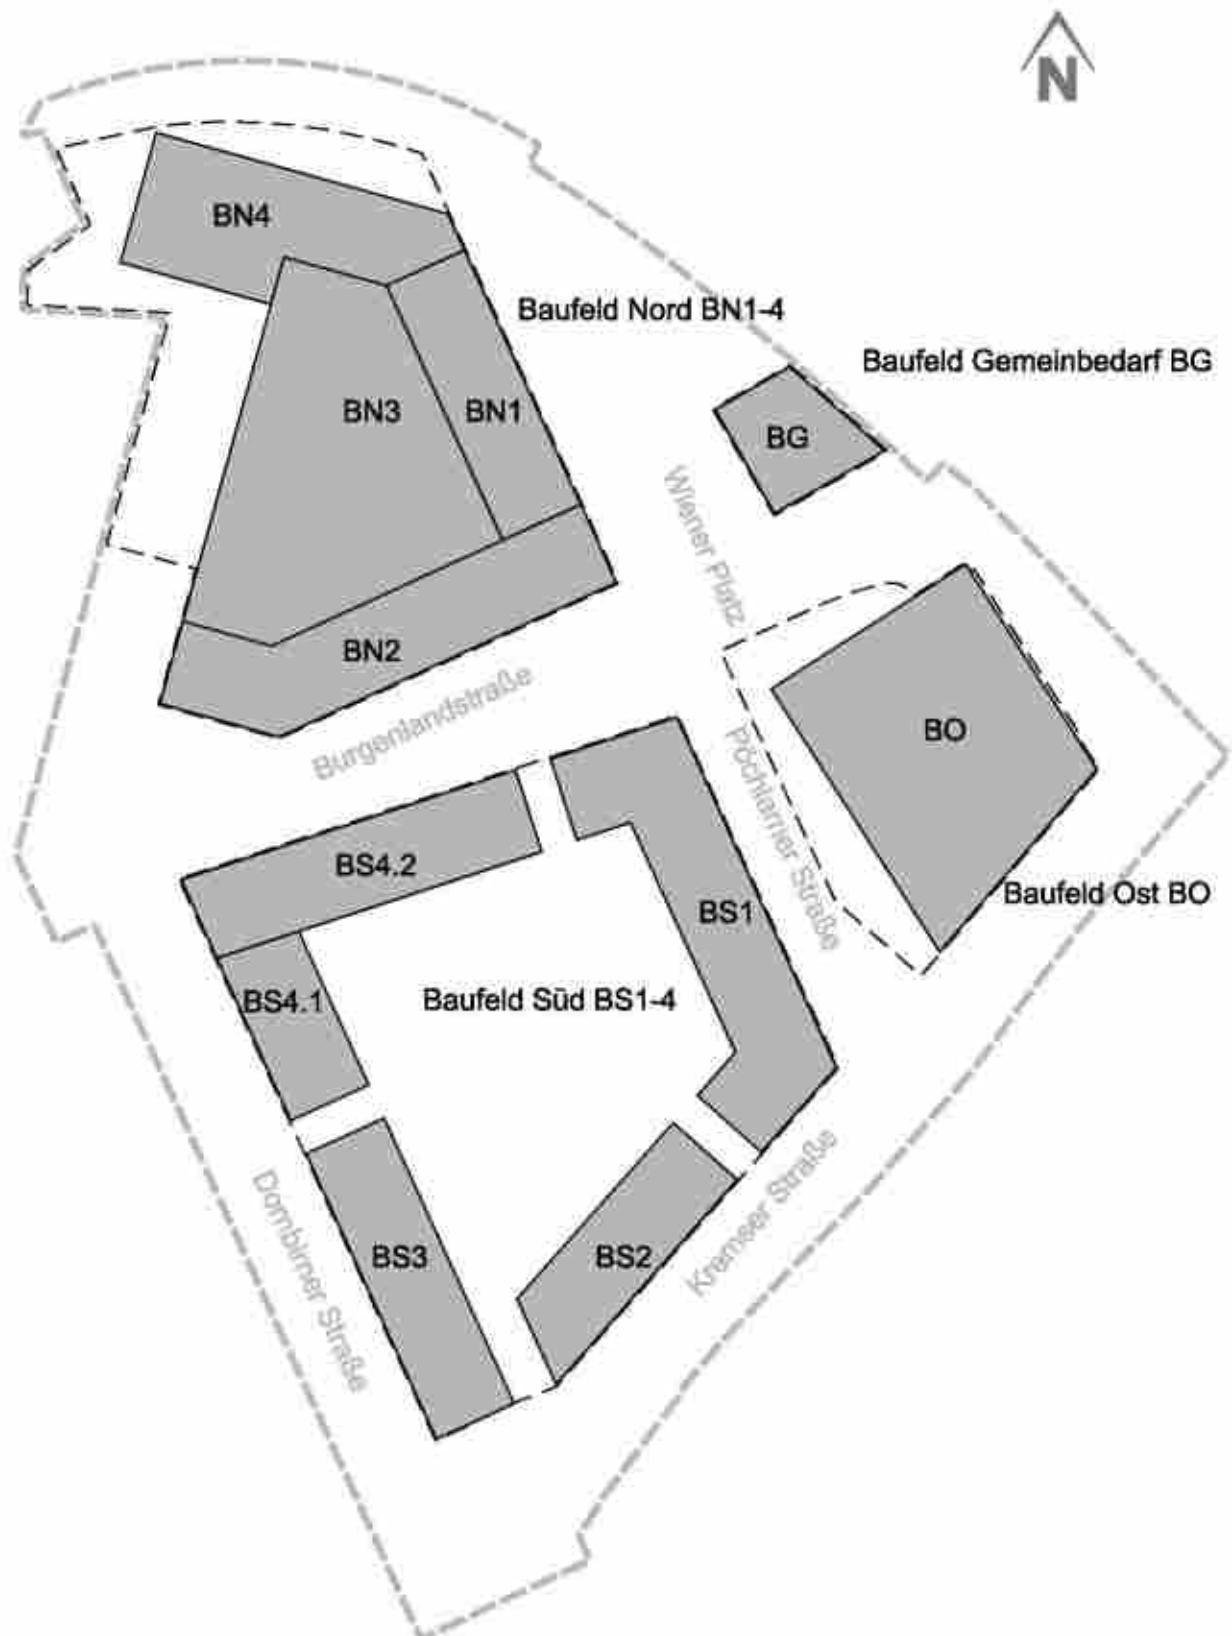 N
BN4
Baufeld Nord BN1-4
Baufeld Gemeinbedarf BG
BN3
BN1
BG
Wiener Platz
BN2
Burgenlandstraße
BO
Pöchlarner Straße
BS4.2
Baufeld Ost BO
BS1
BS4.1
Baufeld Süd BS1-4
Dornbirner Straße
BS3
BS2
Kremser Straße